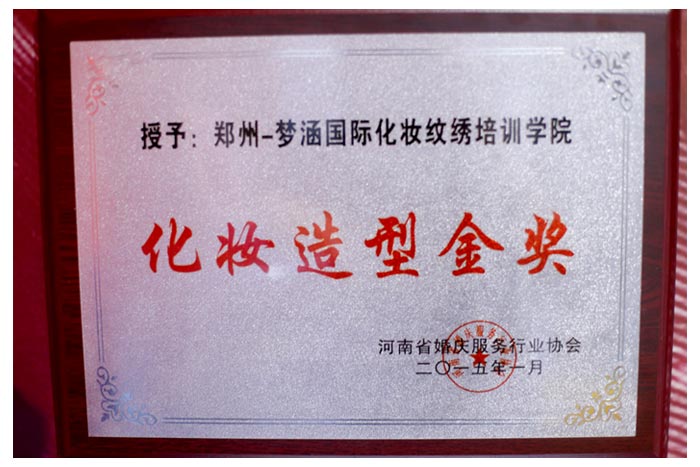 授予：郑州-梦涵国际化妆纹绣培训学院
化妆造型金奖
河南省婚庆服务行业协会
二〇一五年一月